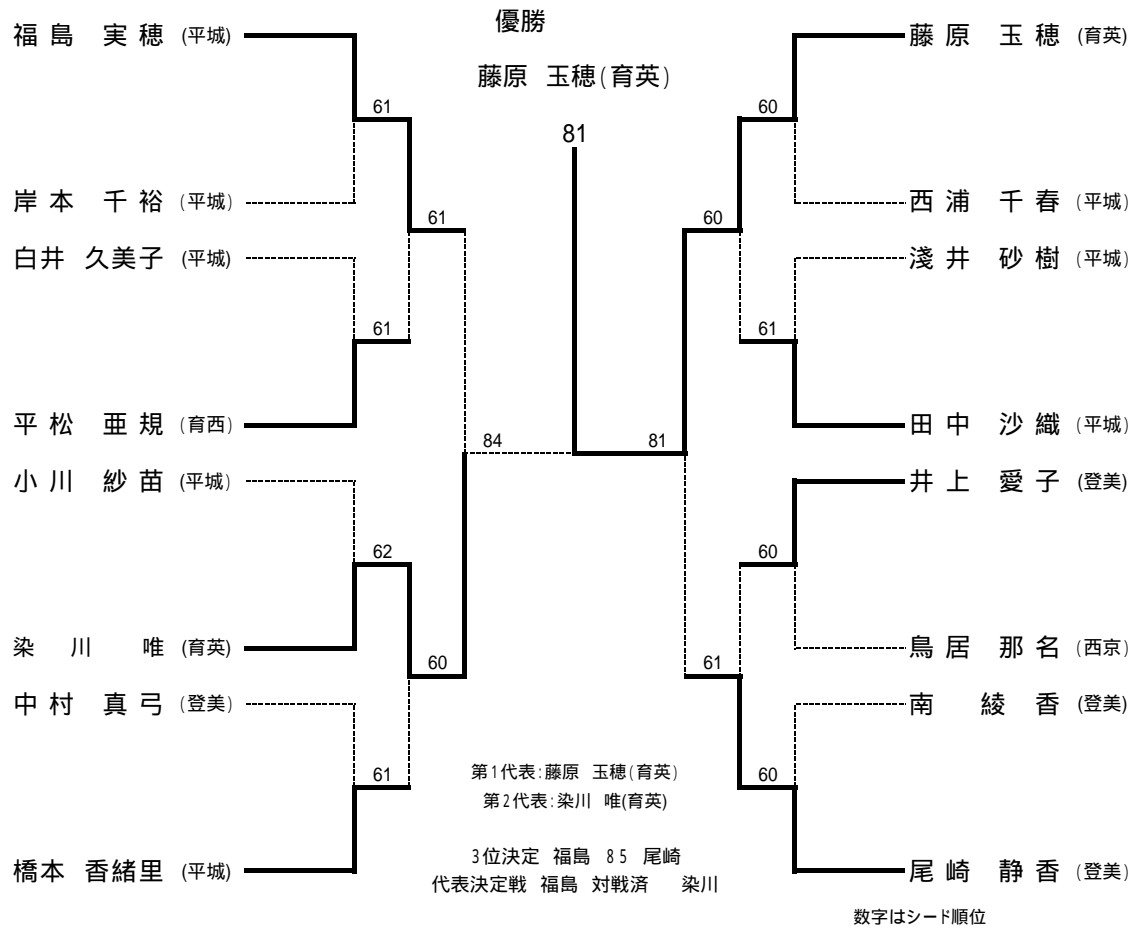 優勝
藤原 玉穂(育英)
81
福島 実穂 (平城)
61
岸本 千裕 (平城)
61
白井 久美子 (平城)
61
平松 亜規 (育西)
84
小川 紗苗 (平城)
62
染川 唯 (育英)
60
中村 真弓 (登美)
61
橋本 香緒里 (平城)
藤原 玉穂 (育英)
60
西浦 千春 (平城)
60
淺井 砂樹 (平城)
61
田中 沙織 (平城)
81
井上 愛子 (登美)
60
鳥居 那名 (西京)
61
南 綾香 (登美)
60
尾崎 静香 (登美)
第1代表:藤原 玉穂(育英)
第2代表:染川 唯(育英)
3位決定 福島 85 尾崎
代表決定戦 福島 対戦済 染川
数字はシード順位